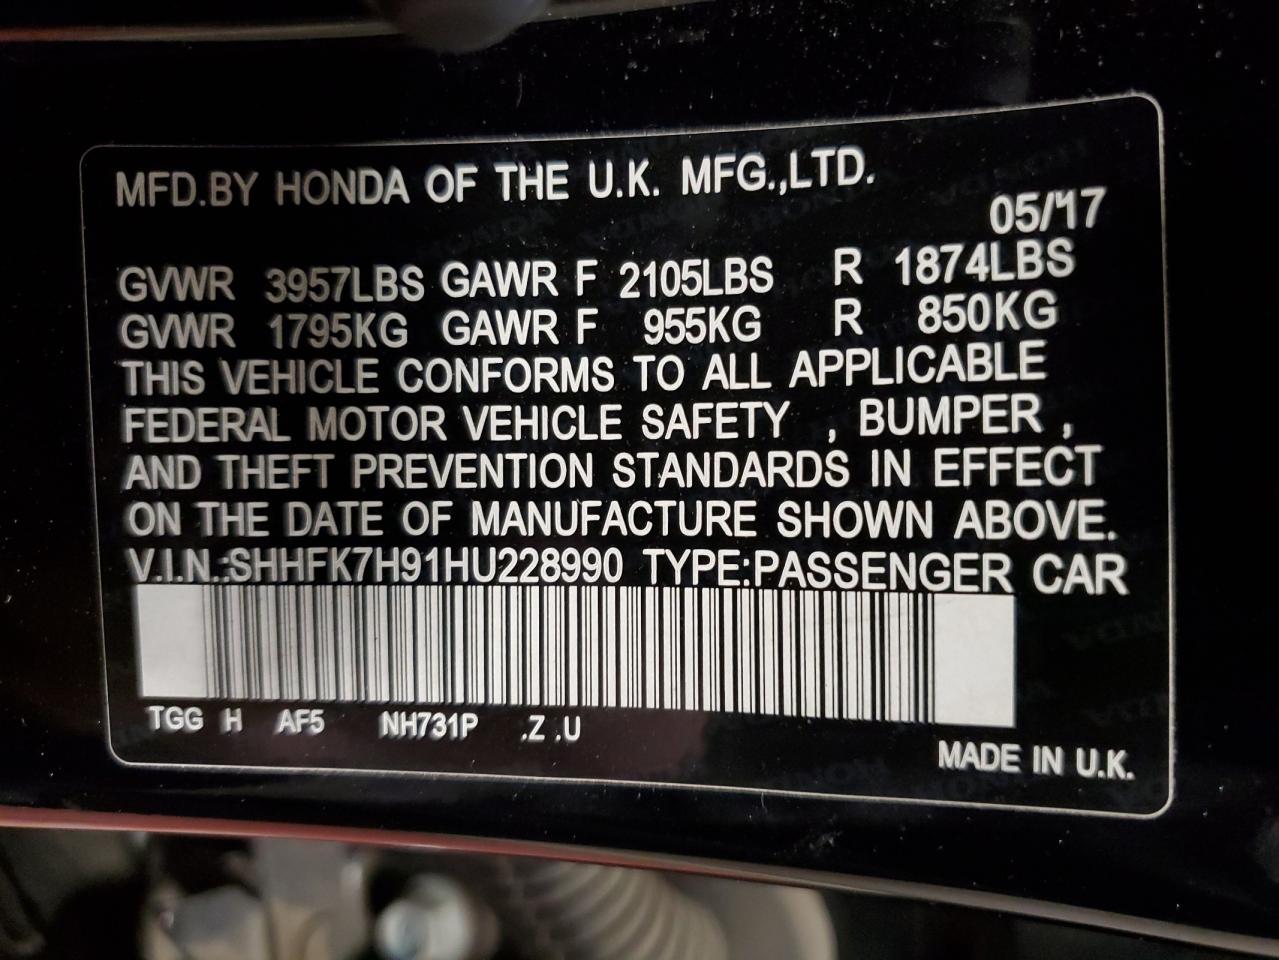 MFD.BY HONDA OF THE U.K. MFG.,LTD.
05/'17
GVWR 3957LBS GAWR F 2105LBS R 1874LBS
GVWR 1795KG GAWR F 955KG R 850KG
THIS VEHICLE CONFORMS TO ALL APPLICABLE
FEDERAL MOTOR VEHICLE SAFETY , BUMPER ,
AND THEFT PREVENTION STANDARDS IN EFFECT
ON THE DATE OF MANUFACTURE SHOWN ABOVE.
V.I.N.:SHHFK7H91HU228990 TYPE:PASSENGER CAR
TGG H AF5 NH731P .Z .U
MADE IN U.K.